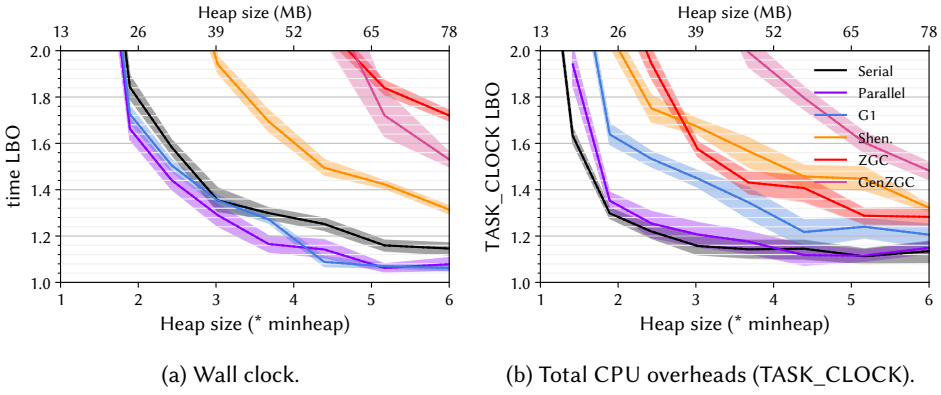 Heap size (MB)
13 26 39 52 65 78
2.0
1.8
1.6
1.4
1.2
1.0
time LBO
1 2 3 4 5 6
Heap size (* minheap)
(a) Wall clock.
Heap size (MB)
13 26 39 52 65 78
2.0
1.8
1.6
1.4
1.2
1.0
TASK_CLOCK LBO
Serial
Parallel
G1
Shen.
ZGC
GenZGC
1 2 3 4 5 6
Heap size (* minheap)
(b) Total CPU overheads (TASK_CLOCK).